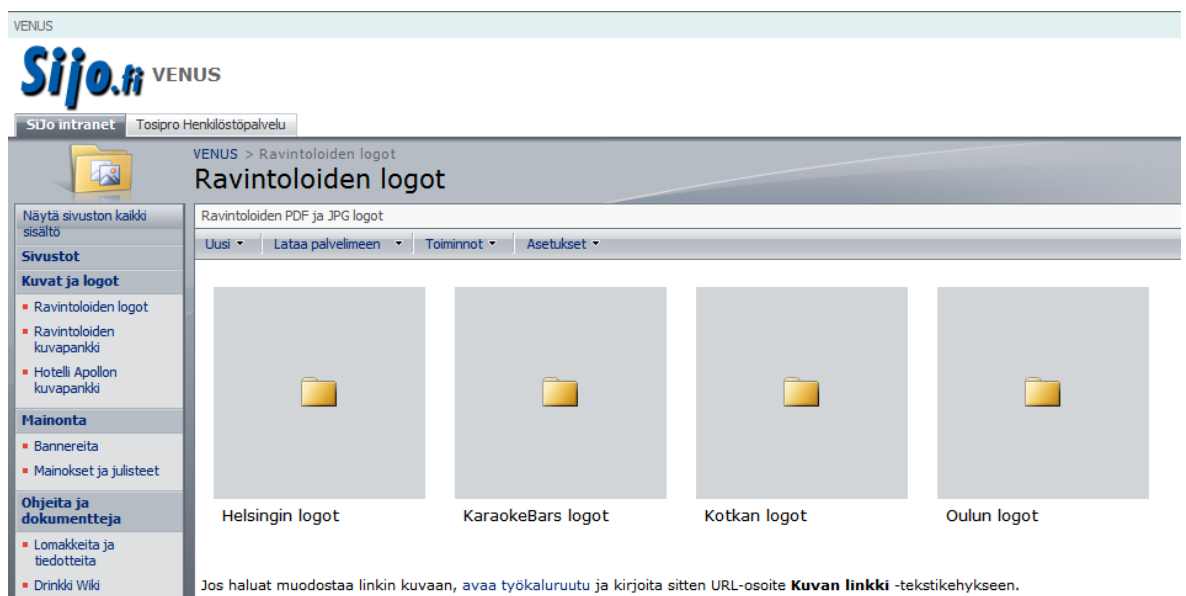 VENUS
Sijo.fi VENUS
SiJo intranet Tosipro Henkilöstöpalvelu
VENUS > Ravintoloiden logot
Ravintoloiden logot
Näytä sivuston kaikki
sisältö
Sivustot
Kuvat ja logot
Ravintoloiden logot
Ravintoloiden
kuvapankki
Hotelli Apollon
kuvapankki
Mainonta
Bannereita
Mainokset ja julisteet
Ohjeita ja
dokumentteja
Lomakkeita ja
tiedotteita
Drinkki Wiki
Ravintoloiden PDF ja JPG logot
Uusi Lataa palvelimeen Toiminnot Asetukset
Helsingin logot KaraokeBars logot Kotkan logot Oulun logot
Jos haluat muodostaa linkin kuvaan, avaa työkaluruutu ja kirjoita sitten URL-osoite Kuvan linkki -tekstikehykseen.